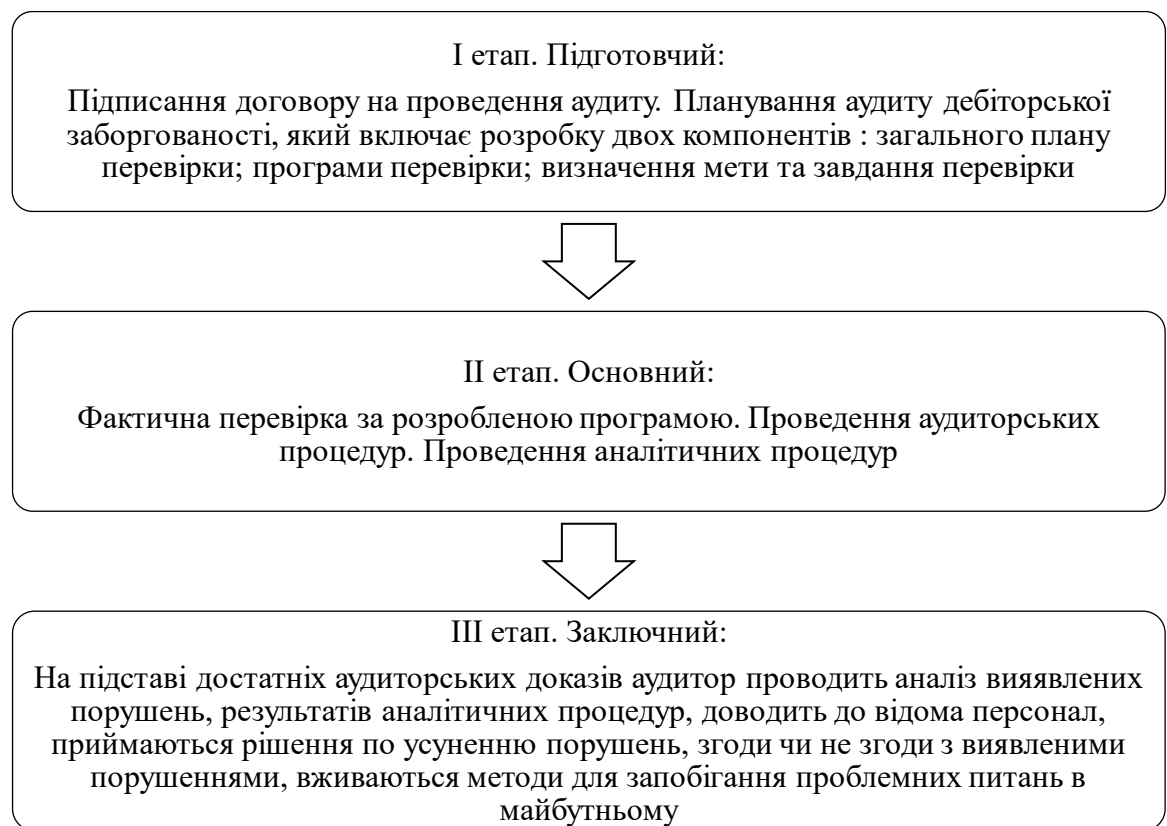 І етап. Підготовчий:
Підписання договору на проведення аудиту. Планування аудиту дебіторської
заборгованості, який включає розробку двох компонентів : загального плану
перевірки; програми перевірки; визначення мети та завдання перевірки
ІІ етап. Основний:
Фактична перевірка за розробленою програмою. Проведення аудиторських
процедур. Проведення аналітичних процедур
ІІІ етап. Заключний:
На підставі достатніх аудиторських доказів аудитор проводить аналіз вияявлених
порушень, результатів аналітичних процедур, доводить до відома персонал,
приймаються рішення по усуненню порушень, згоди чи не згоди з виявленими
порушеннями, вживаються методи для запобігання проблемних питань в
майбутньому